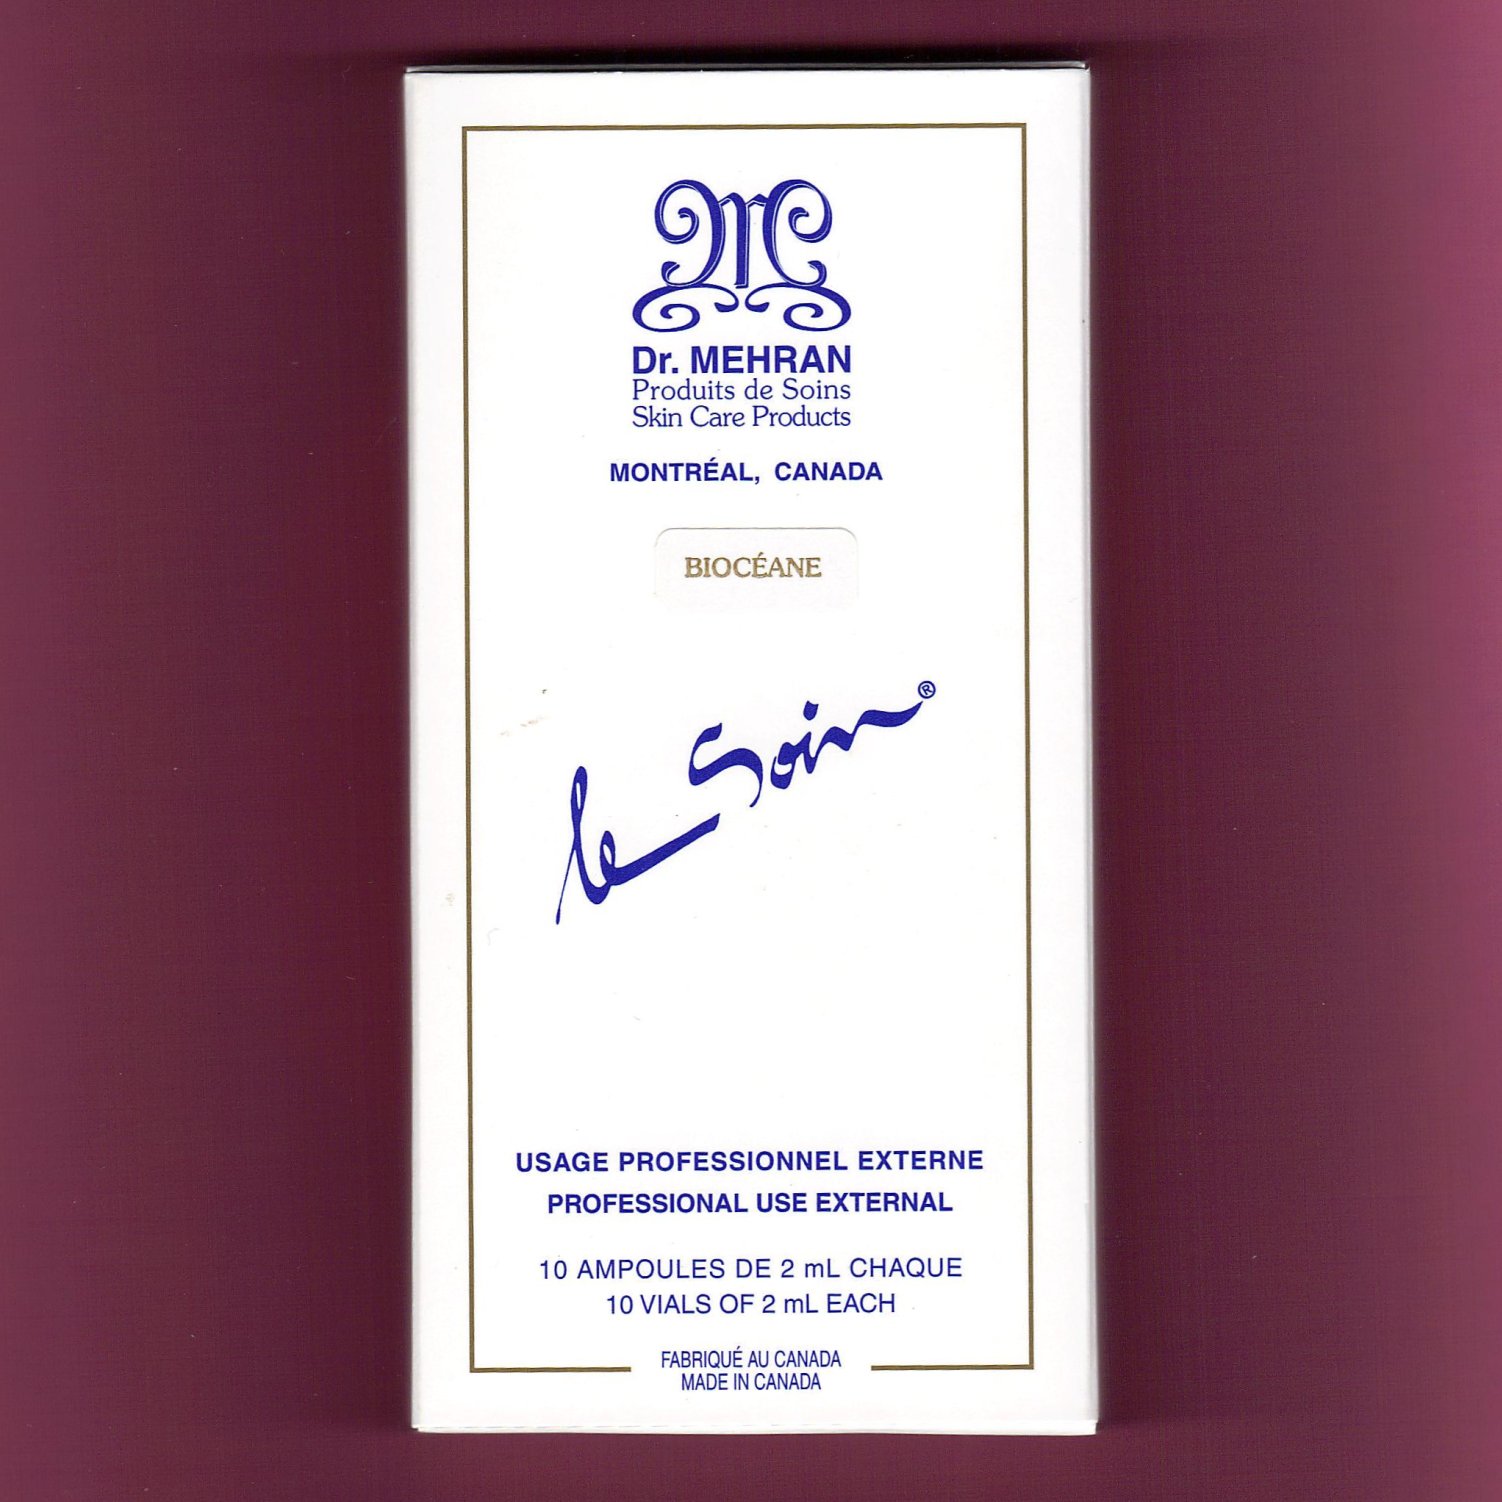 Dr. MEHRAN
Produits de Soins
Skin Care Products
MONTRÉAL, CANADA
BIOCÉANE
le Soin®
USAGE PROFESSIONNEL EXTERNE
PROFESSIONAL USE EXTERNAL
10 AMPOULES DE 2 mL CHAQUE
10 VIALS OF 2 mL EACH
FABRIQUÉ AU CANADA
MADE IN CANADA